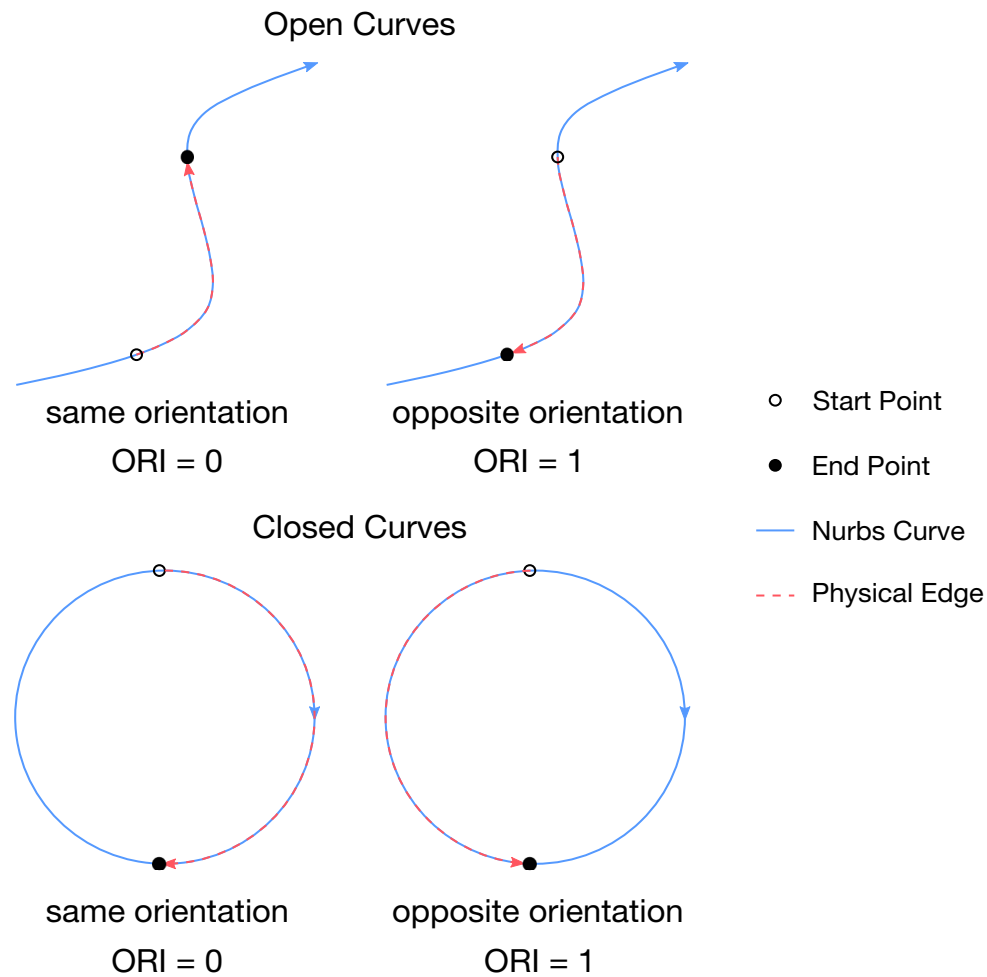 Open Curves
same orientation
ORI = 0
opposite orientation
ORI = 1
Start Point
End Point
Nurbs Curve
Physical Edge
Closed Curves
same orientation
ORI = 0
opposite orientation
ORI = 1